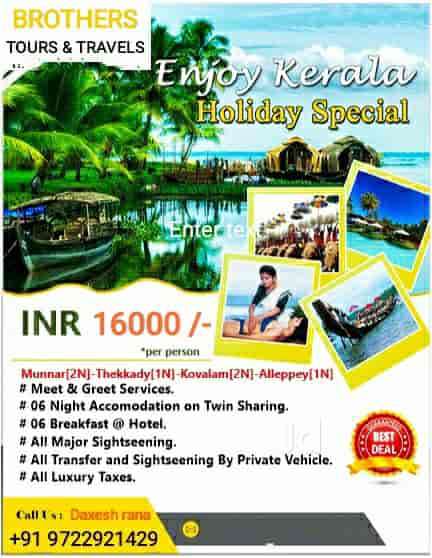 BROTHERS
TOURS & TRAVELS
Enjoy Kerala
Holiday Special
Enter text
INR 16000 /-
*per person
Munnar[2N]-Thekkady[1N]-Kovalam[2N]-Alleppey[1N]
# Meet & Greet Services.
# 06 Night Accomodation on Twin Sharing.
# 06 Breakfast @ Hotel.
# All Major Sightseening.
# All Transfer and Sightseening By Private Vehicle.
# All Luxury Taxes.
GUARANTEED
BEST
DEAL
Call Us : Daxesh rana
+91 9722921429